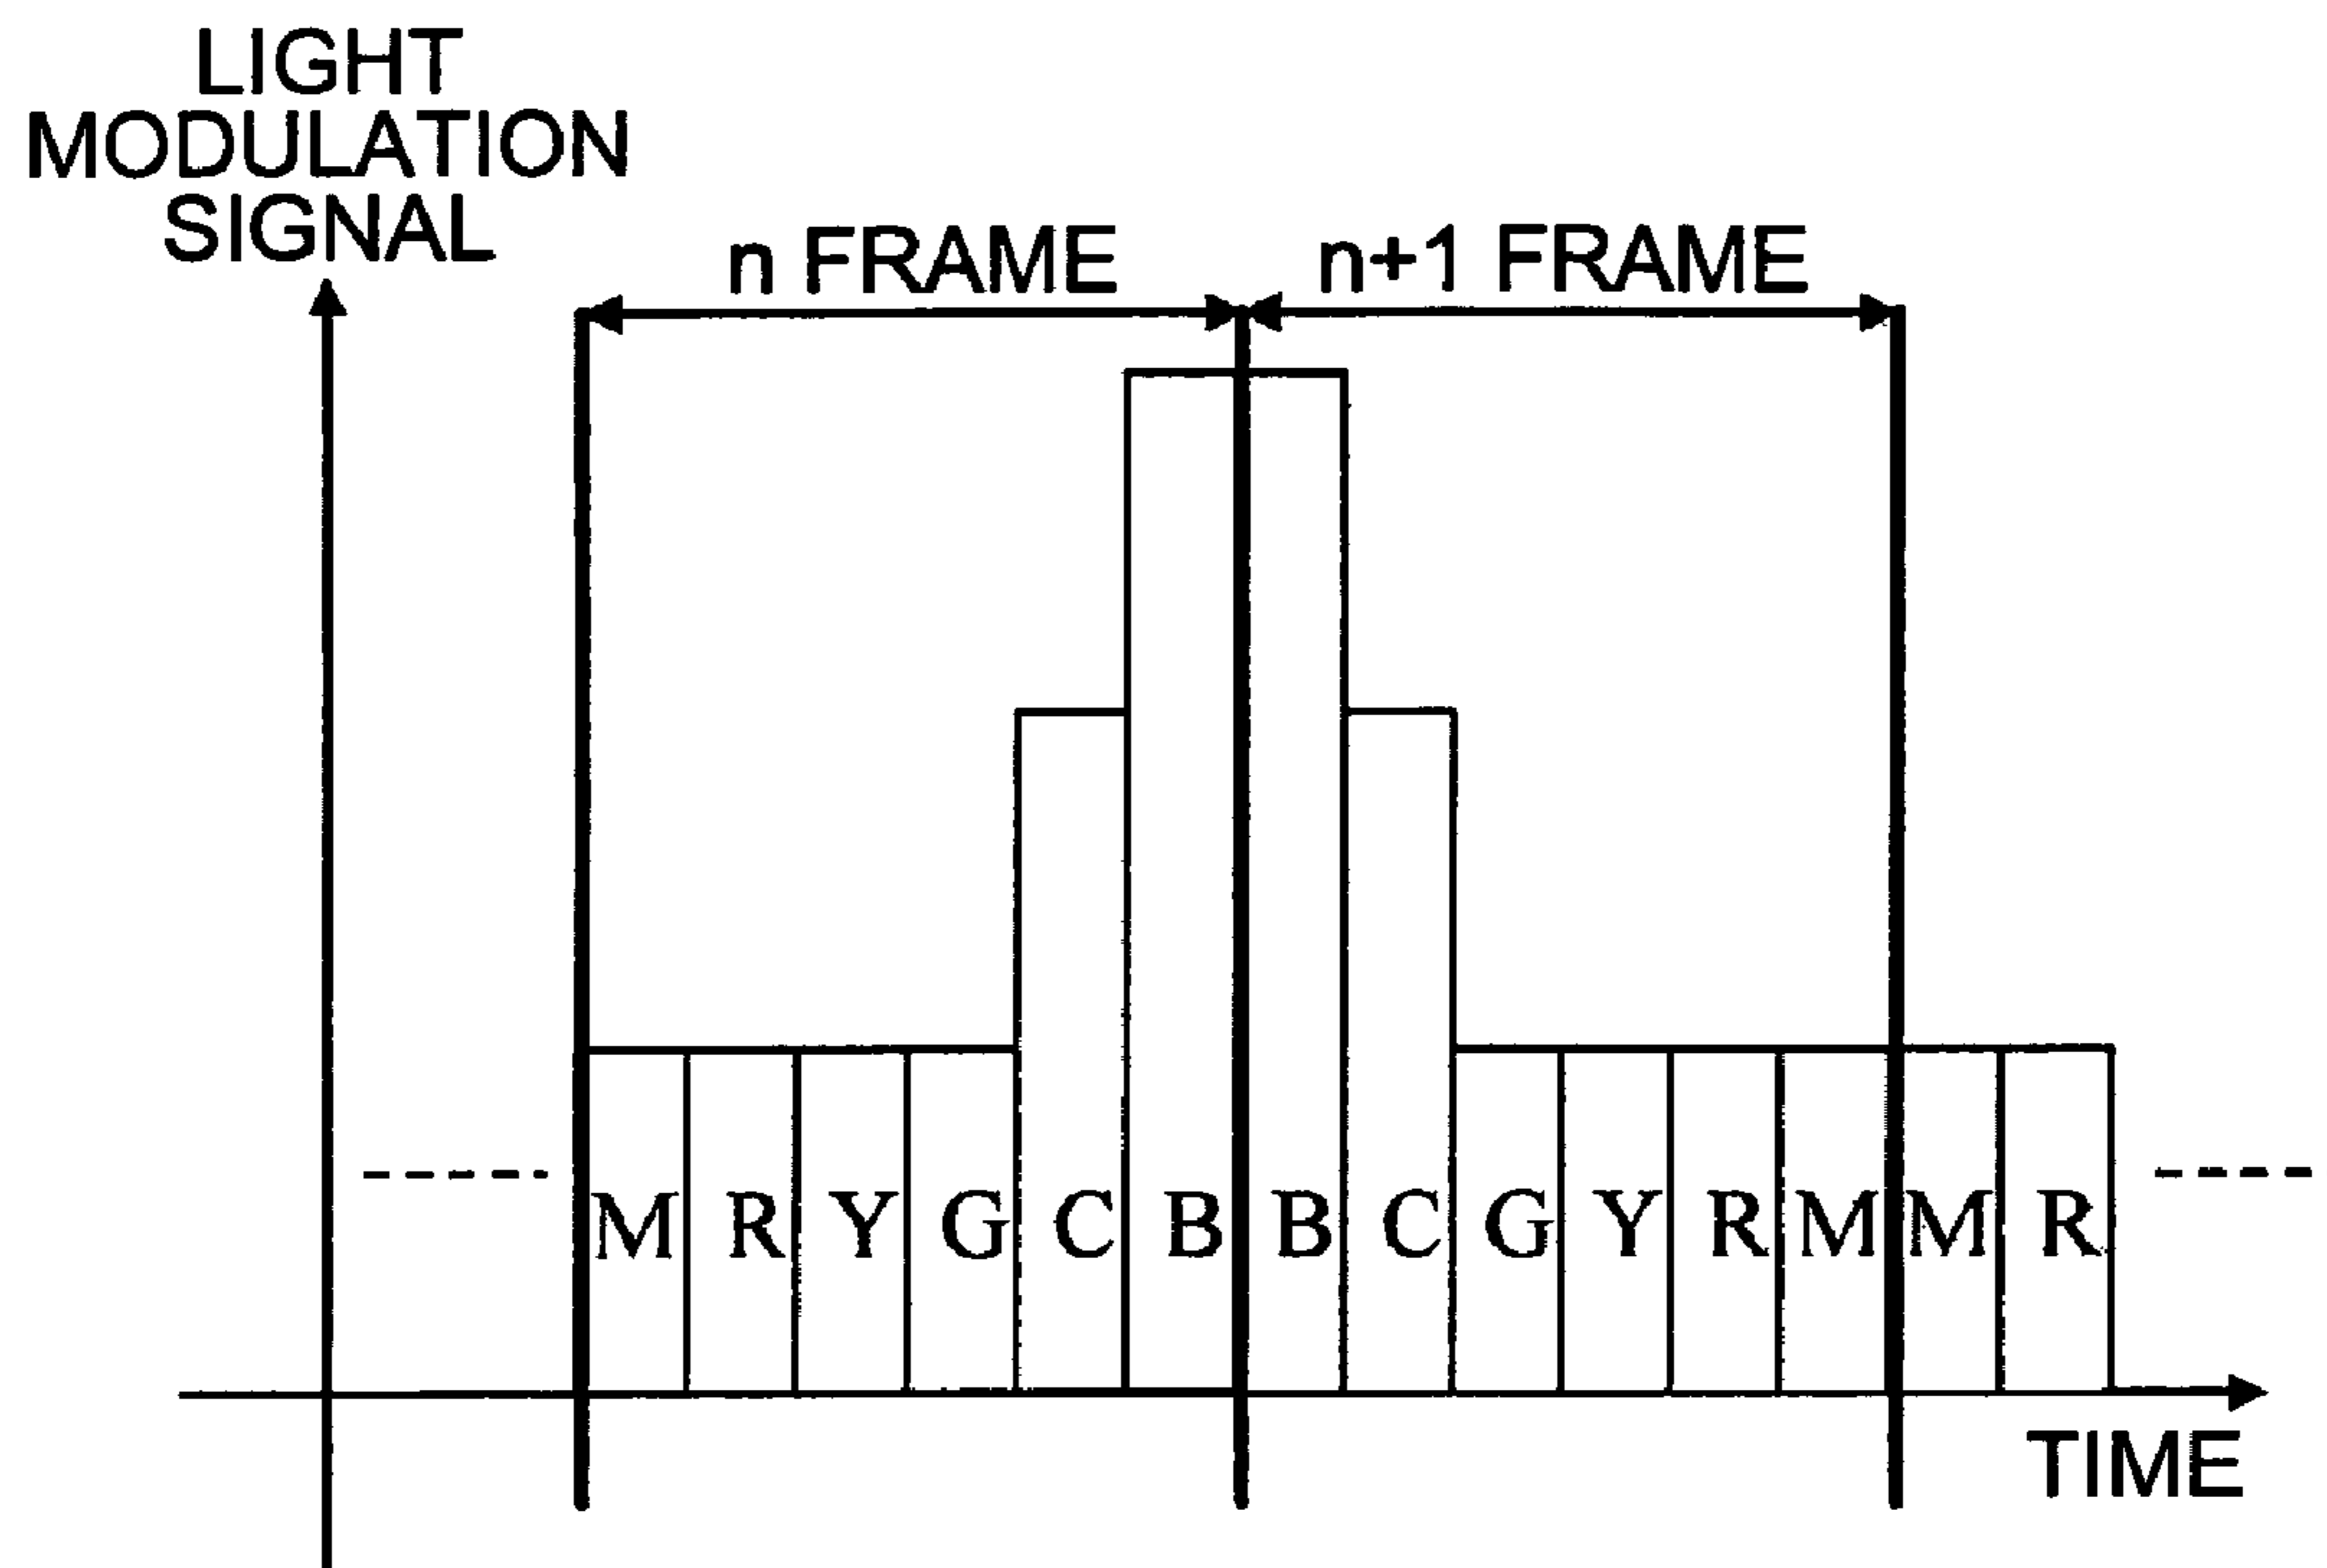 LIGHT
MODULATION
SIGNAL
n FRAME n+1 FRAME
M R Y G C B B C G Y R M M R
TIME